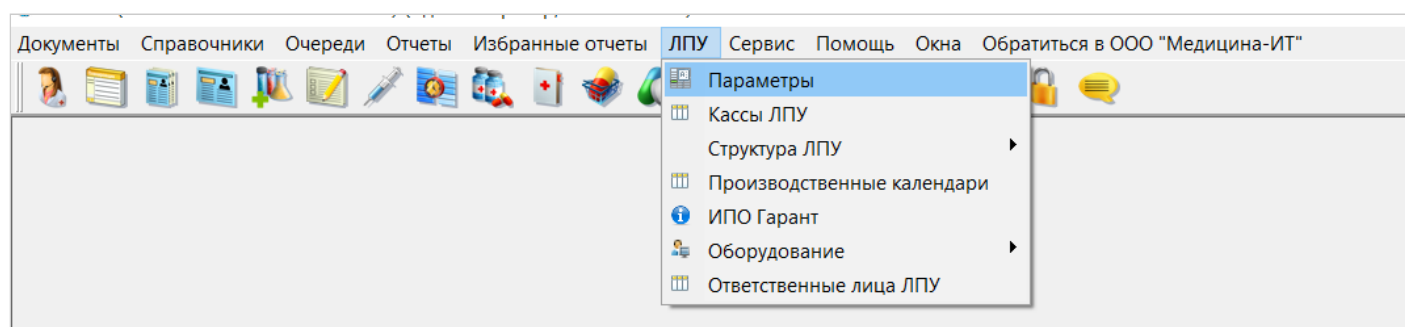 Документы Справочники Очереди Отчеты Избранные отчеты ЛПУ Сервис Помощь Окна Обратиться в ООО "Медицина-ИТ"
Параметры
Кассы ЛПУ
Структура ЛПУ
Производственные календари
ИПО Гарант
Оборудование
Ответственные лица ЛПУ